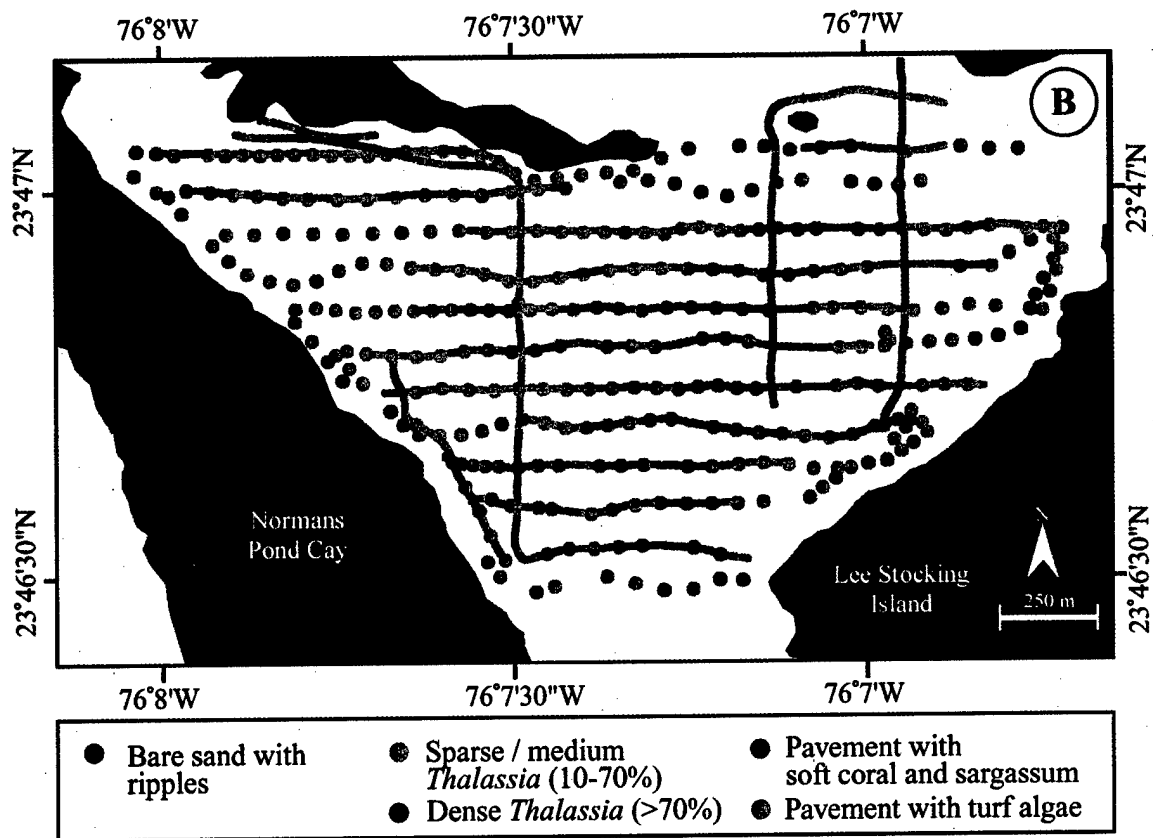 76°8'W 76°7'30"W 76°7'W
B
23°47'N 23°47'N
Normans
Pond Cay
N
Lee Stocking
Island
250 m
23°46'30"N 23°46'30"N
76°8'W 76°7'30"W 76°7'W
Bare sand with
ripples
Sparse / medium
Thalassia (10-70%)
Dense Thalassia (>70%)
Pavement with
soft coral and sargassum
Pavement with turf algae